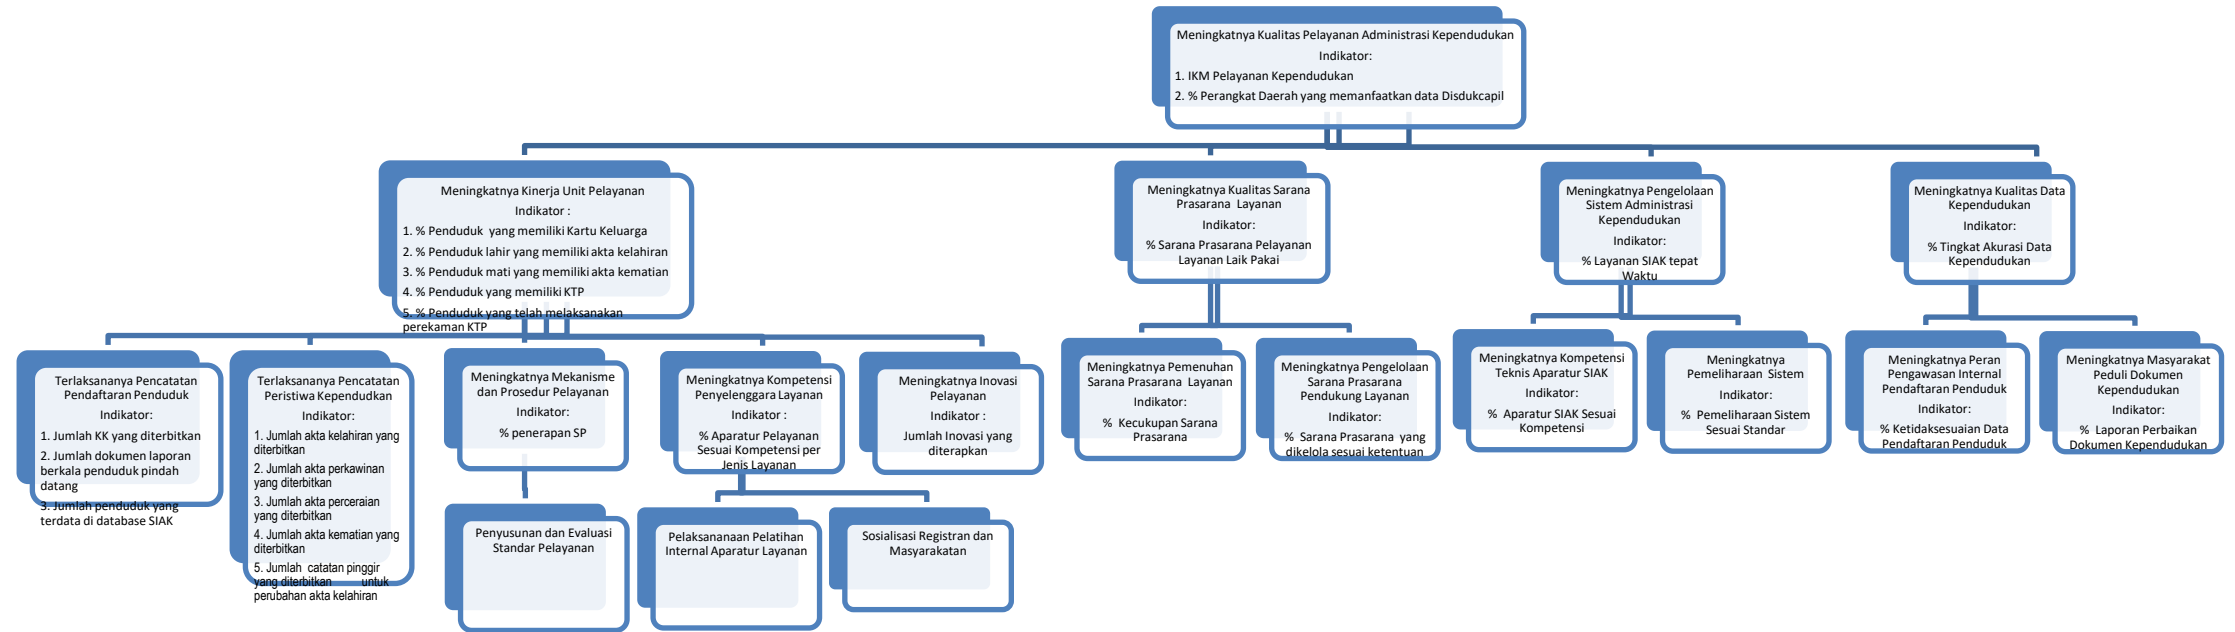 Meningkatnya Kualitas Pelayanan Administrasi Kependudukan
Indikator:
1. IKM Pelayanan Kependudukan
2. % Perangkat Daerah yang memanfaatkan data Disdukcapil
Meningkatnya Kinerja Unit Pelayanan
Indikator :
1. % Penduduk yang memiliki Kartu Keluarga
2. % Penduduk lahir yang memiliki akta kelahiran
3. % Penduduk mati yang memiliki akta kematian
4. % Penduduk yang memiliki KTP
5. % Penduduk yang telah melaksanakan
perekaman KTP
Meningkatnya Kualitas Sarana
Prasarana Layanan
Indikator:
% Sarana Prasarana Pelayanan
Layanan Laik Pakai
Meningkatnya Pengelolaan
Sistem Administrasi
Kependudukan
Indikator:
% Layanan SIAK tepat
Waktu
Meningkatnya Kualitas Data
Kependudukan
Indikator:
% Tingkat Akurasi Data
Kependudukan
Terlaksananya Pencatatan
Pendaftaran Penduduk
Indikator:
1. Jumlah KK yang diterbitkan
2. Jumlah dokumen laporan
berkala penduduk pindah
datang
3. Jumlah penduduk yang
terdata di database SIAK
Terlaksananya Pencatatan
Peristiwa Kependudkan
Indikator:
1. Jumlah akta kelahiran yang
diterbitkan
2. Jumlah akta perkawinan
yang diterbitkan
3. Jumlah akta perceraian
yang diterbitkan
4. Jumlah akta kematian yang
diterbitkan
5. Jumlah catatan pinggir
yang diterbitkan untuk
perubahan akta kelahiran
Meningkatnya Mekanisme
dan Prosedur Pelayanan
Indikator:
% penerapan SP
Meningkatnya Kompetensi
Penyelenggara Layanan
Indikator :
% Aparatur Pelayanan
Sesuai Kompetensi per
Jenis Layanan
Meningkatnya Inovasi
Pelayanan
Indikator :
Jumlah Inovasi yang
diterapkan
Meningkatnya Pemenuhan
Sarana Prasarana Layanan
Indikator:
% Kecukupan Sarana
Prasarana
Meningkatnya Pengelolaan
Sarana Prasarana
Pendukung Layanan
Indikator:
% Sarana Prasarana yang
dikelola sesuai ketentuan
Meningkatnya Kompetensi
Teknis Aparatur SIAK
Indikator:
% Aparatur SIAK Sesuai
Kompetensi
Meningkatnya
Pemeliharaan Sistem
Indikator:
% Pemeliharaan Sistem
Sesuai Standar
Meningkatnya Peran
Pengawasan Internal
Pendaftaran Penduduk
Indikator:
% Ketidaksesuaian Data
Pendaftaran Penduduk
Meningkatnya Masyarakat
Peduli Dokumen
Kependudukan
Indikator:
% Laporan Perbaikan
Dokumen Kependudukan
Penyusunan dan Evaluasi
Standar Pelayanan
Pelaksananaan Pelatihan
Internal Aparatur Layanan
Sosialisasi Registran dan
Masyarakatan